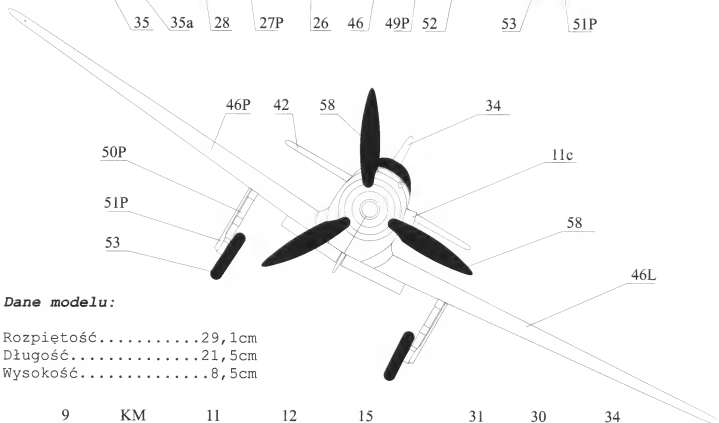 35 35a 28 27P 26 46 49P 52 53 51P
46P 42 58 34
50P 11c
51P
53 58
46L
Dane modelu:
Rozpiętość...........29,1cm
Długość..............21,5cm
Wysokość..............8,5cm
9 KM 11 12 15 31 30 34